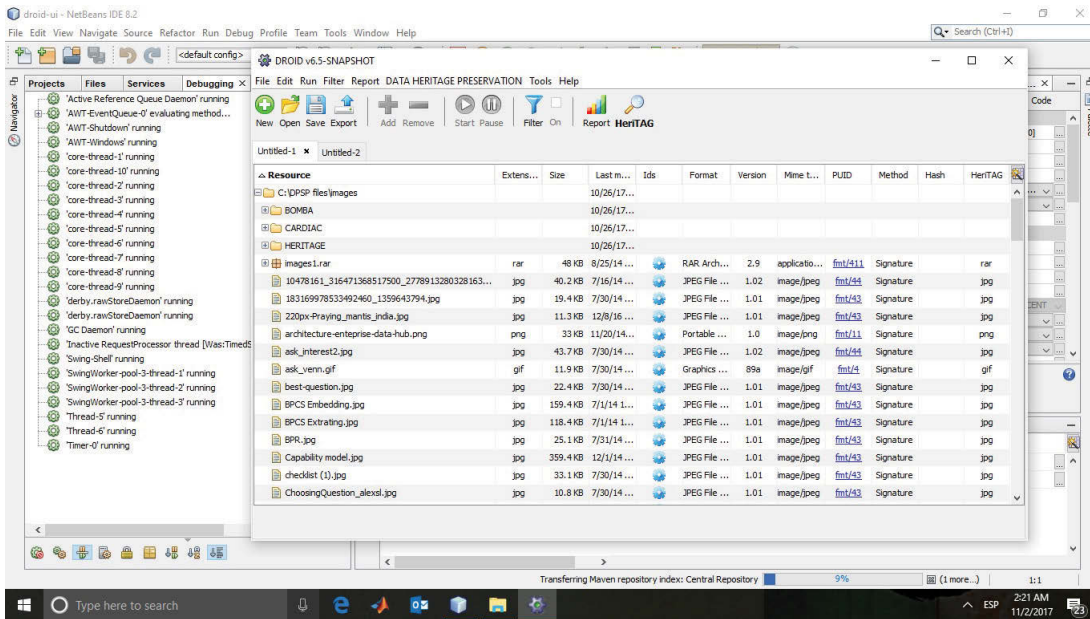 droid-ui - NetBeans IDE 8.2
File Edit View Navigate Source Refactor Run Debug Profile Team Tools Window Help
Search (Ctrl+I)
<default config>
DROID v6.5-SNAPSHOT
File Edit Run Filter Report DATA HERITAGE PRESERVATION Tools Help
New Open Save Export Add Remove Start Pause Filter On Report HeriTAG
Untitled-1 Untitled-2
Projects Files Services Debugging
Navigator
'Active Reference Queue Daemon' running
'AWT-EventQueue-0' evaluating method...
'AWT-Shutdown' running
'AWT-Windows' running
'core-thread-1' running
'core-thread-10' running
'core-thread-2' running
'core-thread-3' running
'core-thread-4' running
'core-thread-5' running
'core-thread-6' running
'core-thread-7' running
'core-thread-8' running
'core-thread-9' running
'derby.rawStoreDaemon' running
'derby.rawStoreDaemon' running
'GC Daemon' running
'Inactive RequestProcessor thread [Was:TimedS
'Swing-Shell' running
'SwingWorker-pool-3-thread-1' running
'SwingWorker-pool-3-thread-2' running
'SwingWorker-pool-3-thread-3' running
'Thread-5' running
'Thread-6' running
'Timer-0' running
Resource Extens... Size Last m... Ids Format Version Mime t... PUID Method Hash HeriTAG
C:\DPSP files\images 10/26/17...
BOMBA 10/26/17...
CARDIAC 10/26/17...
HERITAGE 10/26/17...
images1.rar rar 48 KB 8/25/14 ... RAR Arch... 2.9 applicatio... fmt/411 Signature rar
10478161_316471368517500_2778913280328163... jpg 40.2 KB 7/16/14 ... JPEG File ... 1.02 image/jpeg fmt/44 Signature jpg
183169978533492460_1359643794.jpg jpg 19.4 KB 7/30/14 ... JPEG File ... 1.01 image/jpeg fmt/43 Signature jpg
220px-Praying_mantis_india.jpg jpg 11.3 KB 12/8/16 ... JPEG File ... 1.01 image/jpeg fmt/43 Signature jpg
architecture-enteprise-data-hub.png png 33 KB 11/20/14... Portable ... 1.0 image/png fmt/11 Signature png
ask_interest2.jpg jpg 43.7 KB 7/30/14 ... JPEG File ... 1.02 image/jpeg fmt/44 Signature jpg
ask_venn.gif gif 11.9 KB 7/30/14 ... Graphics ... 89a image/gif fmt/4 Signature gif
best-question.jpg jpg 22.4 KB 7/30/14 ... JPEG File ... 1.01 image/jpeg fmt/43 Signature jpg
BPCS Embedding.jpg jpg 159.4 KB 7/1/14 1... JPEG File ... 1.01 image/jpeg fmt/43 Signature jpg
BPCS Extrating.jpg jpg 118.4 KB 7/1/14 1... JPEG File ... 1.01 image/jpeg fmt/43 Signature jpg
BPR.jpg jpg 25.1 KB 7/31/14 ... JPEG File ... 1.01 image/jpeg fmt/43 Signature jpg
Capability model.jpg jpg 359.4 KB 12/1/14 ... JPEG File ... 1.01 image/jpeg fmt/43 Signature jpg
checklist (1).jpg jpg 33.1 KB 7/30/14 ... JPEG File ... 1.01 image/jpeg fmt/43 Signature jpg
ChoosingQuestion_alexsl.jpg jpg 10.8 KB 7/30/14 ... JPEG File ... 1.01 image/jpeg fmt/43 Signature jpg
Code
Transferring Maven repository index: Central Repository 9% (1 more...) 1:1
Type here to search
ESP
2:21 AM
11/2/2017
23